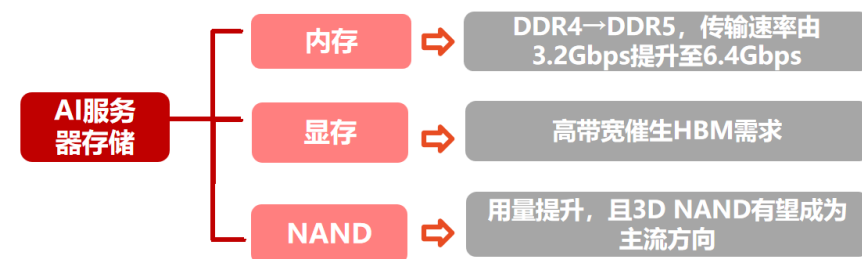 AI服务
器存储
内存
DDR4→DDR5，传输速率由
3.2Gbps提升至6.4Gbps
显存
高带宽催生HBM需求
NAND
用量提升，且3D NAND有望成为
主流方向